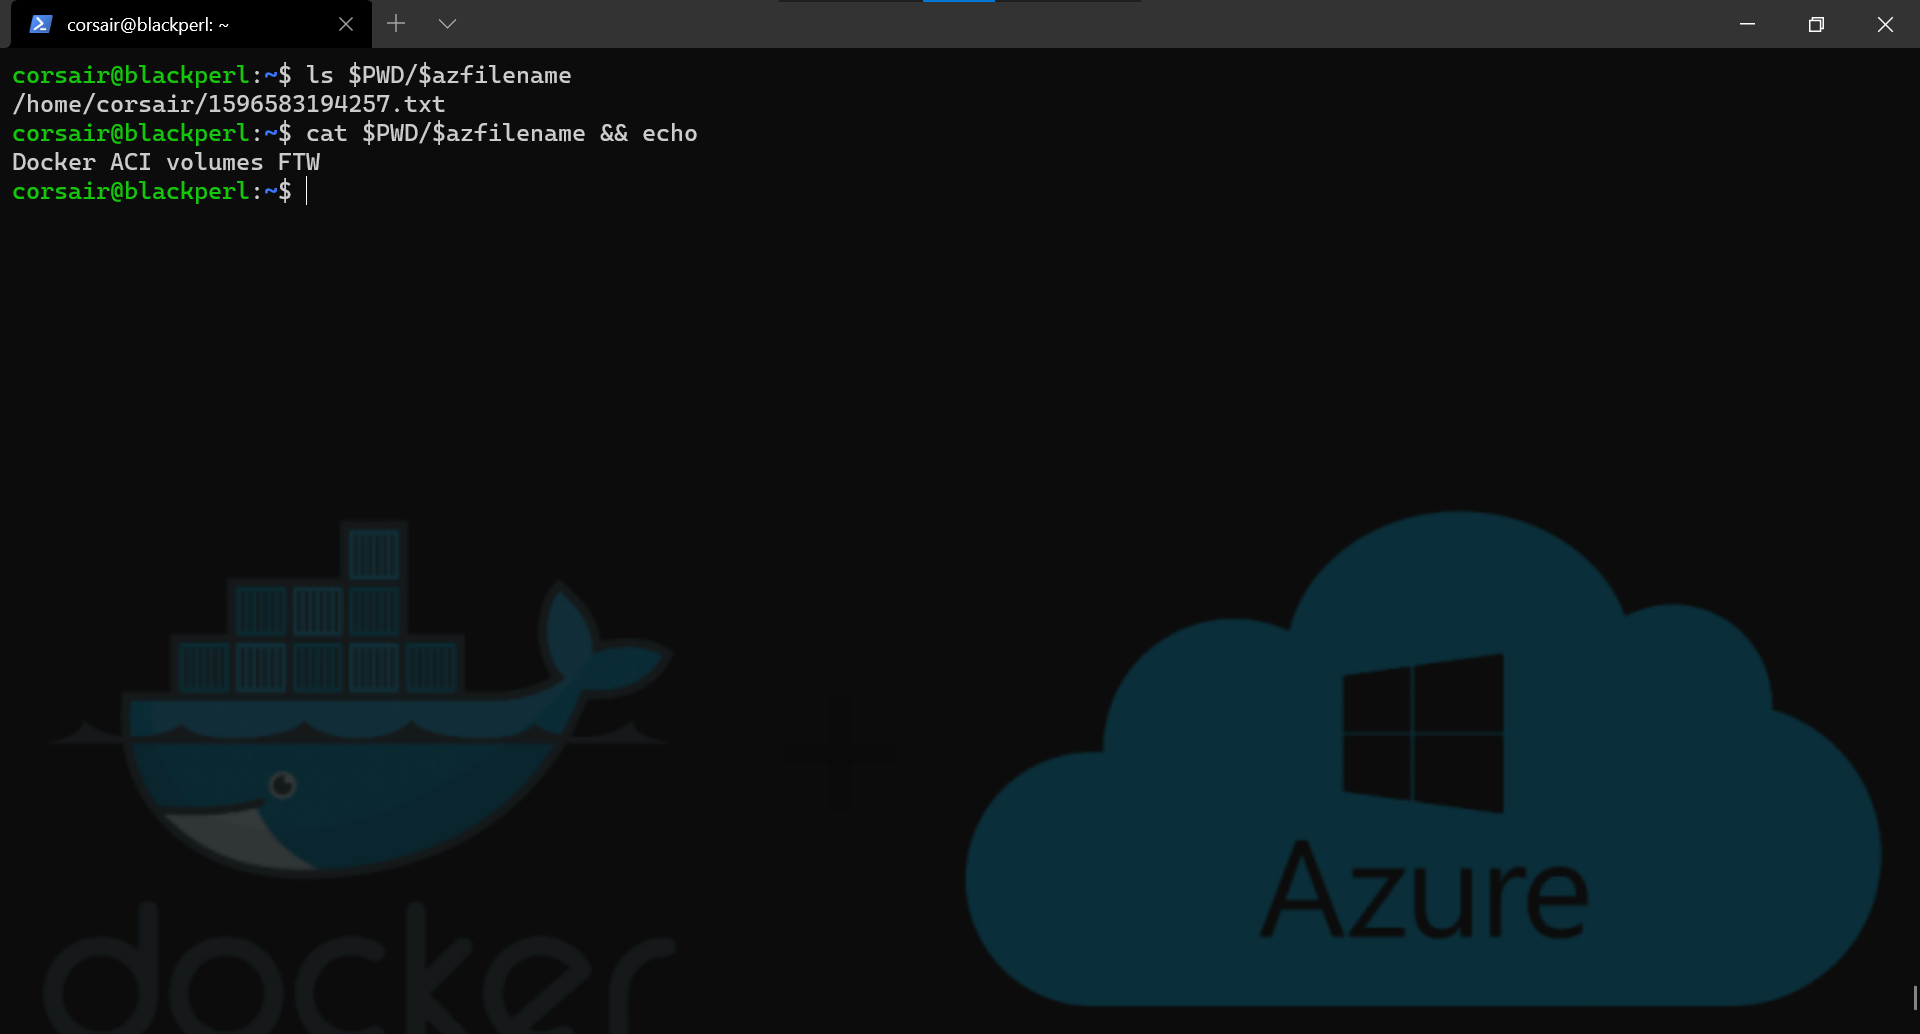 corsair@blackperl: ~
corsair@blackperl:~$ ls $PWD/$azfilename
/home/corsair/1596583194257.txt
corsair@blackperl:~$ cat $PWD/$azfilename && echo
Docker ACI volumes FTW
corsair@blackperl:~$
Azure
docker